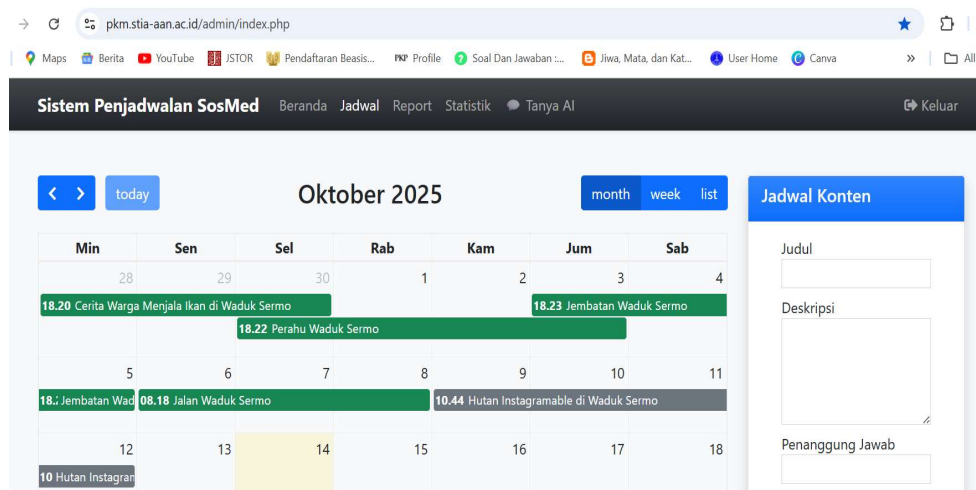 pkm.stia-aan.ac.id/admin/index.php
Maps Berita YouTube JSTOR Pendaftaran Beasis... PKP Profile Soal Dan Jawaban :... Jiwa, Mata, dan Kat... User Home Canva » All
Sistem Penjadwalan SosMed Beranda Jadwal Report Statistik Tanya AI Keluar
today Oktober 2025 month week list
Jadwal Konten
Min Sen Sel Rab Kam Jum Sab
28 29 30 1 2 3 4
18.20 Cerita Warga Menjala Ikan di Waduk Sermo 18.23 Jembatan Waduk Sermo
18.22 Perahu Waduk Sermo
5 6 7 8 9 10 11
18.: Jembatan Wad 08.18 Jalan Waduk Sermo 10.44 Hutan Instagramable di Waduk Sermo
12 13 14 15 16 17 18
10 Hutan Instagran
Judul
Deskripsi
Penanggung Jawab